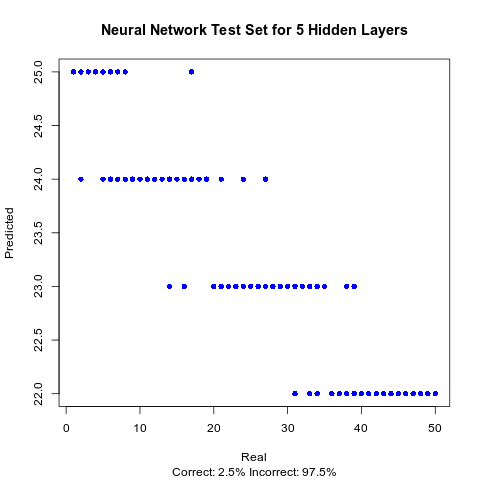 Neural Network Test Set for 5 Hidden Layers
Predicted
25.0
24.5
24.0
23.5
23.0
22.5
22.0
0 10 20 30 40 50
Real
Correct: 2.5% Incorrect: 97.5%